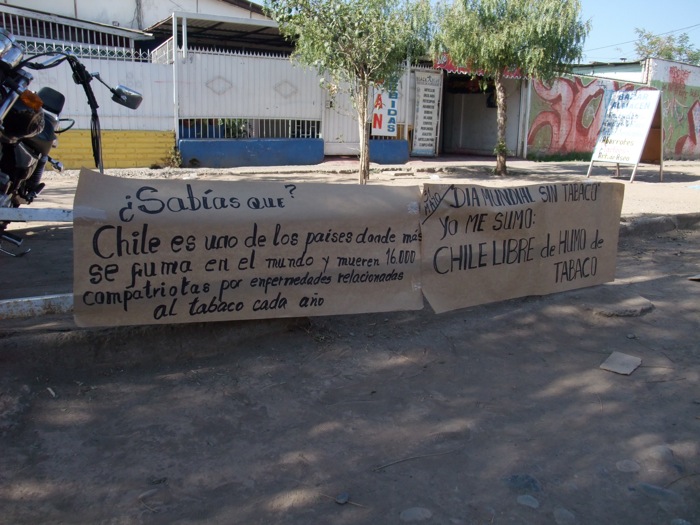 ¿Sabías que?
Chile es uno de los países donde más
se fuma en el mundo y mueren 16.000
compatriotas por enfermedades relacionadas
al tabaco cada año
DIA MUNDIAL SIN TABACO
Yo ME SUMO:
CHILE LIBRE de HUMO de
TABACO
BIDAS